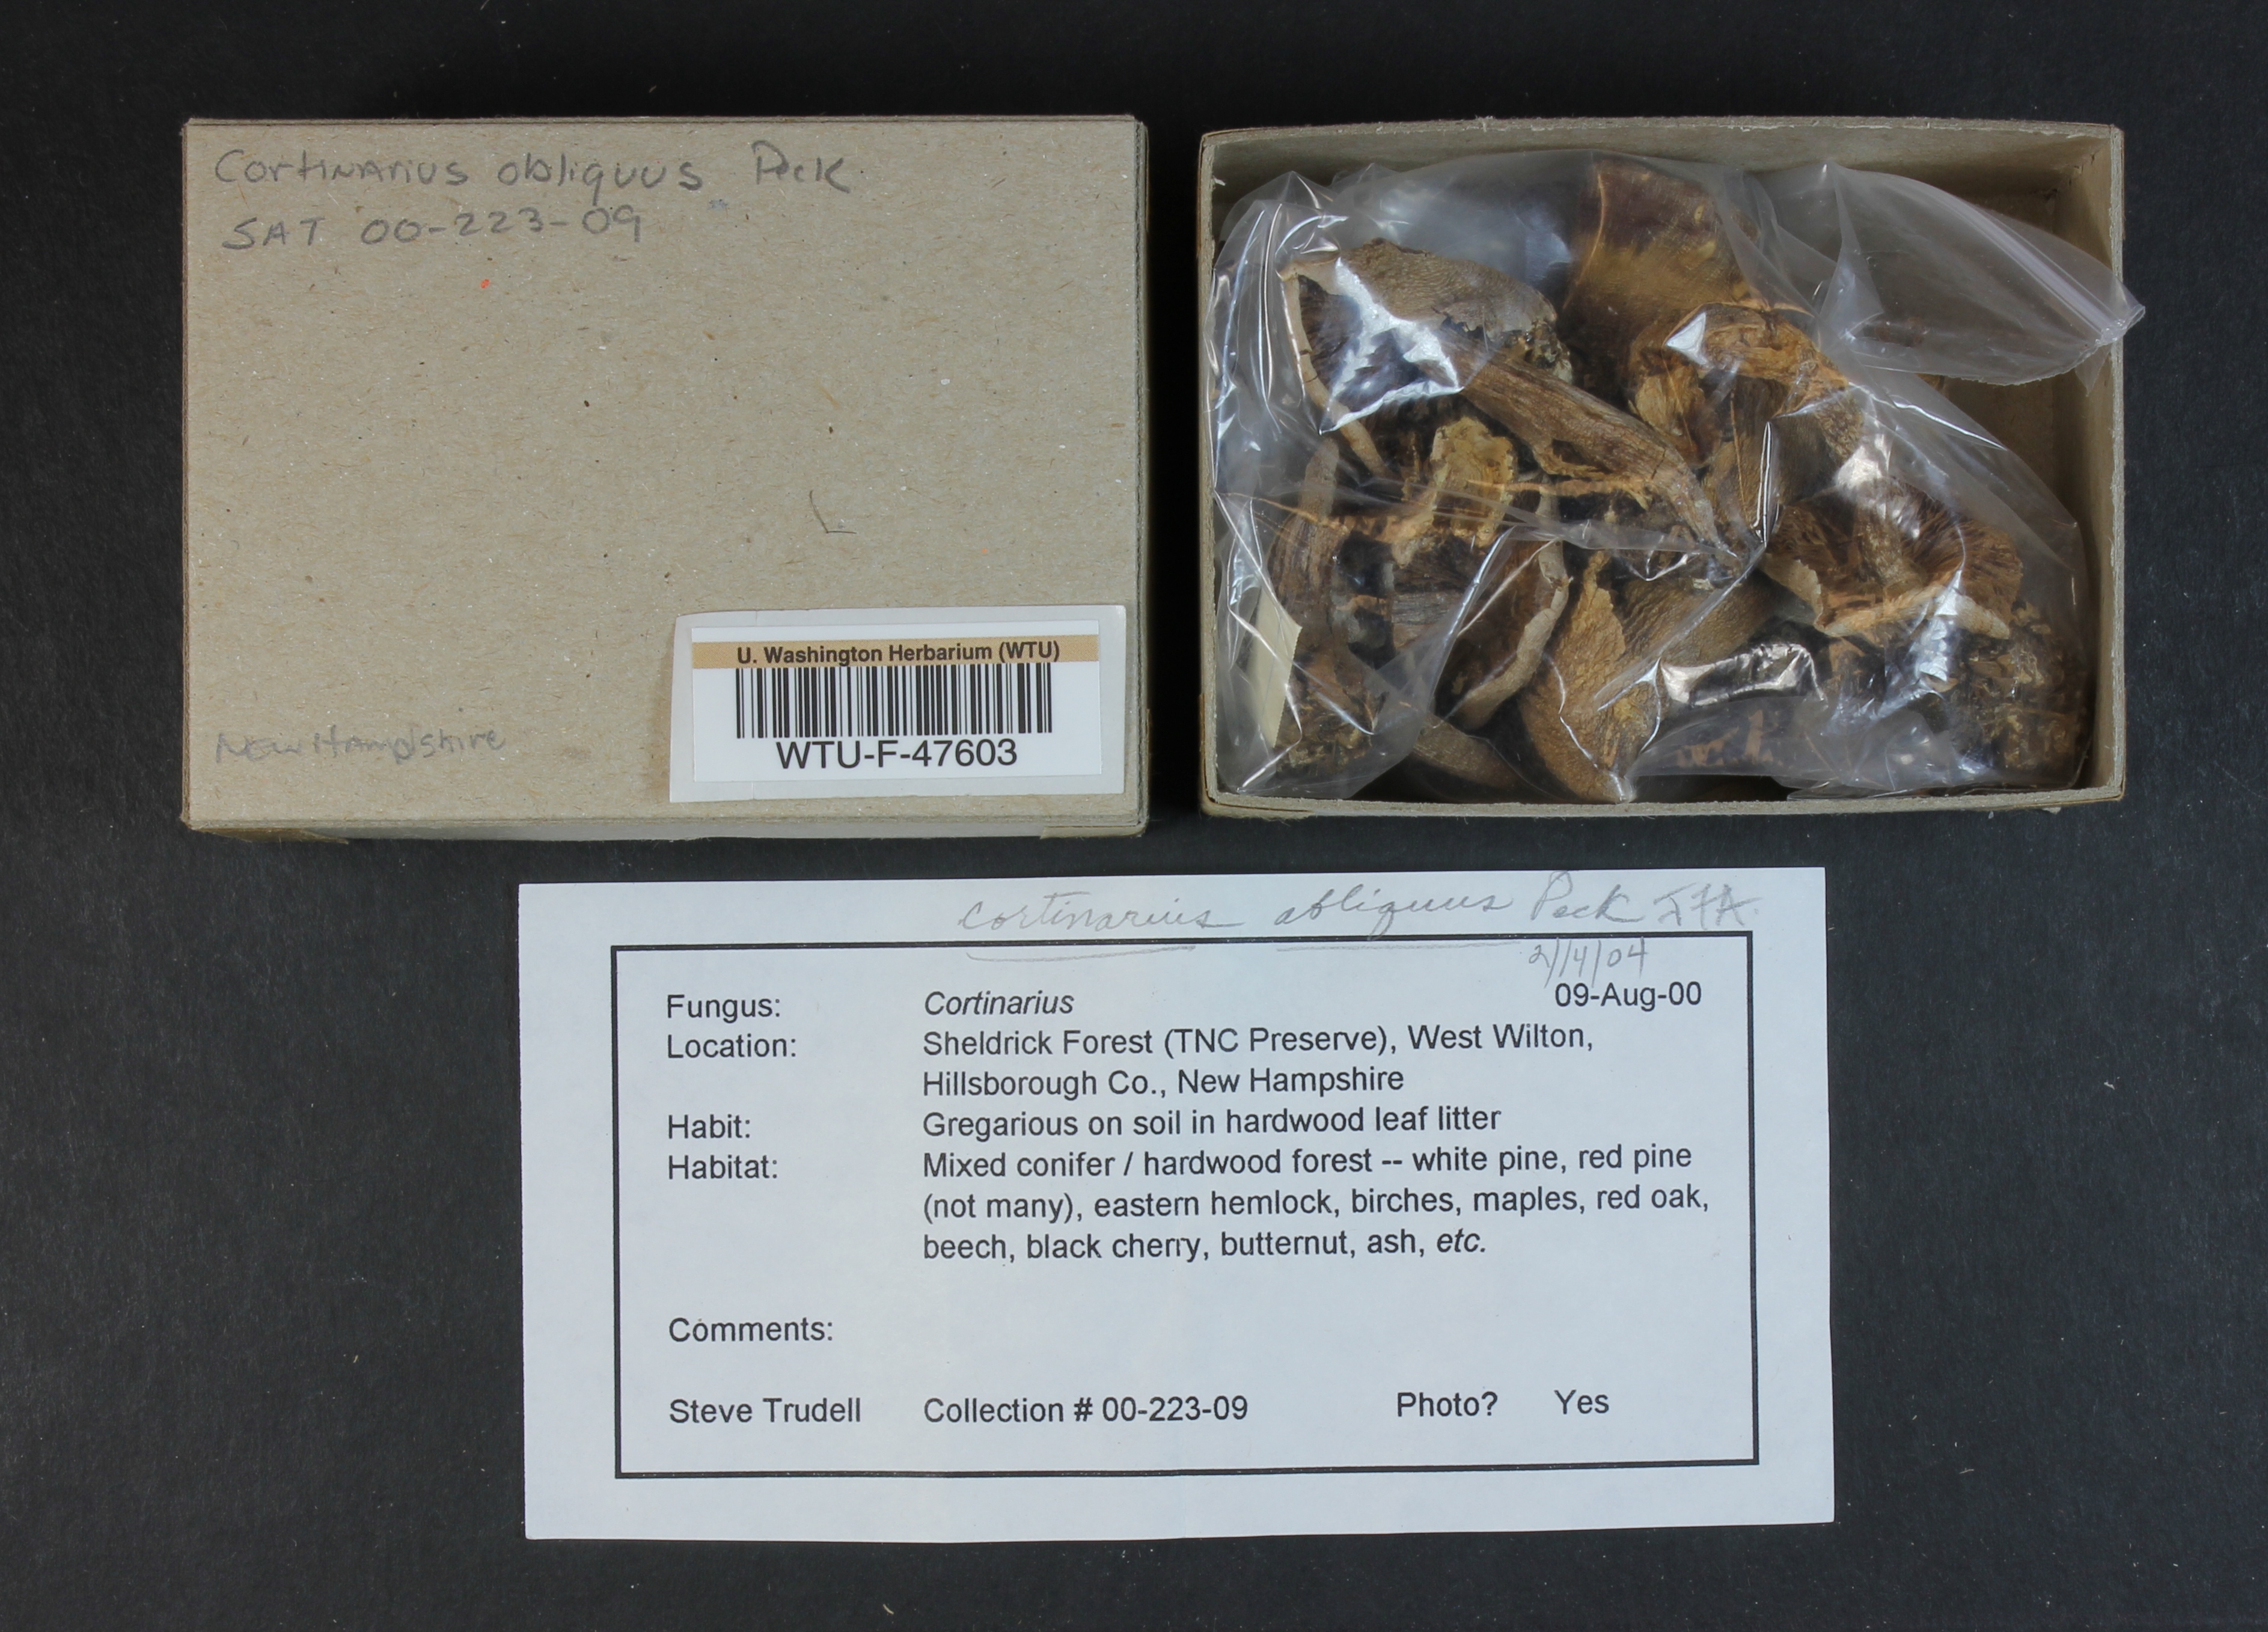 Cortinarius obliquus Peck
SAT 00-223-09
New Hampshire
U. Washington Herbarium (WTU)
WTU-F-47603
Cortinarius obliquus Peck
2/14/04
Fungus: Cortinarius 09-Aug-00
Location: Sheldrick Forest (TNC Preserve), West Wilton,
Hillsborough Co., New Hampshire
Habit: Gregarious on soil in hardwood leaf litter
Habitat: Mixed conifer / hardwood forest -- white pine, red pine
(not many), eastern hemlock, birches, maples, red oak,
beech, black cherry, butternut, ash, etc.
Comments:
Steve Trudell Collection # 00-223-09 Photo? Yes